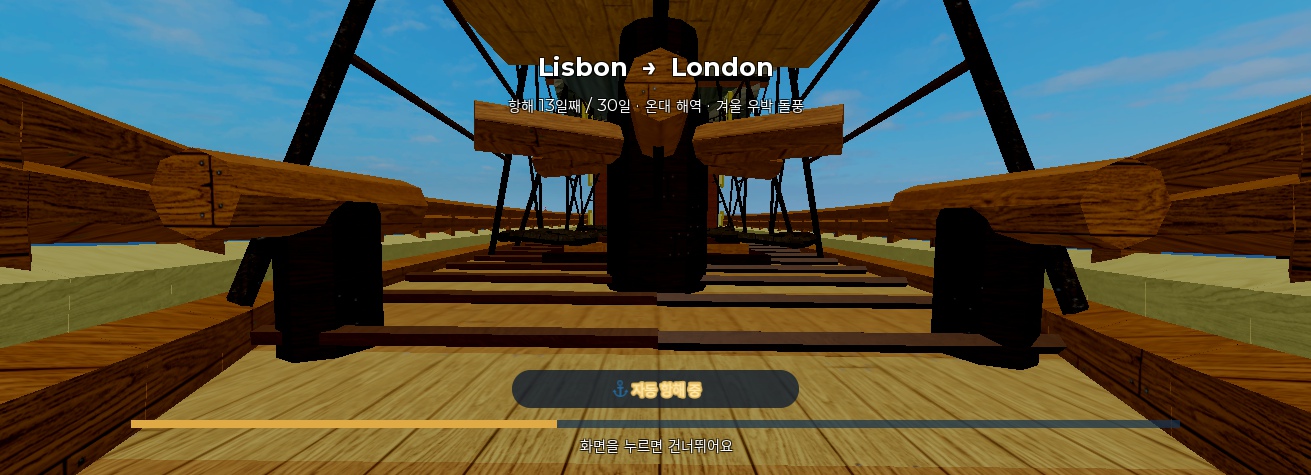 Lisbon → London
항해 13일째 / 30일 · 온대 해역 · 겨울 우박 돌풍
⚓ 자동 항해 중
화면을 누르면 건너뛰어요